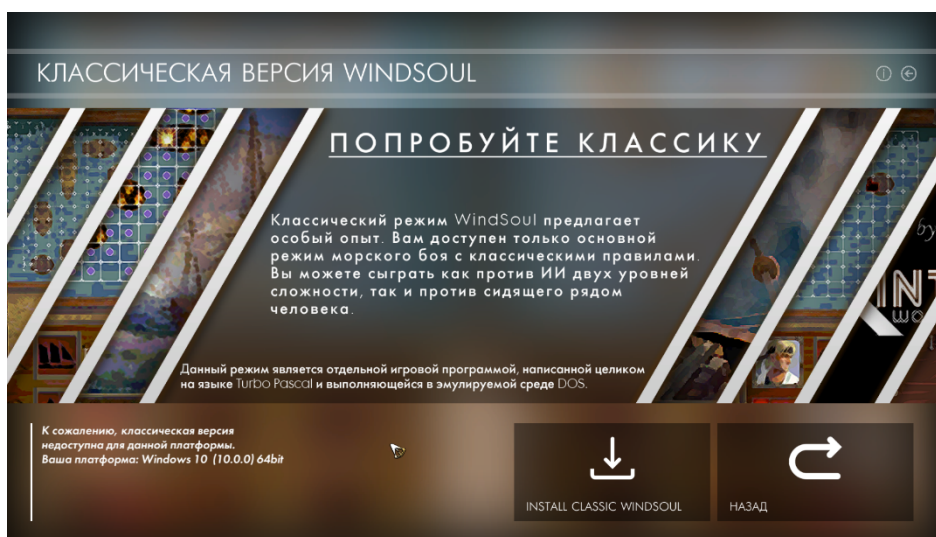 КЛАССИЧЕСКАЯ ВЕРСИЯ WINDSOUL
ПОПРОБУЙТЕ КЛАССИКУ
Классический режим WindSoul предлагает
особый опыт. Вам доступен только основной
режим морского боя с классическими правилами.
Вы можете сыграть как против ИИ двух уровней
сложности, так и против сидящего рядом
человека.
Данный режим является отдельной игровой программой, написанной целиком
на языке Turbo Pascal и выполняющейся в эмулируемой среде DOS.
by
К сожалению, классическая версия
недоступна для данной платформы.
Ваша платформа: Windows 10 (10.0.0) 64bit
INSTALL CLASSIC WINDSOUL
НАЗАД